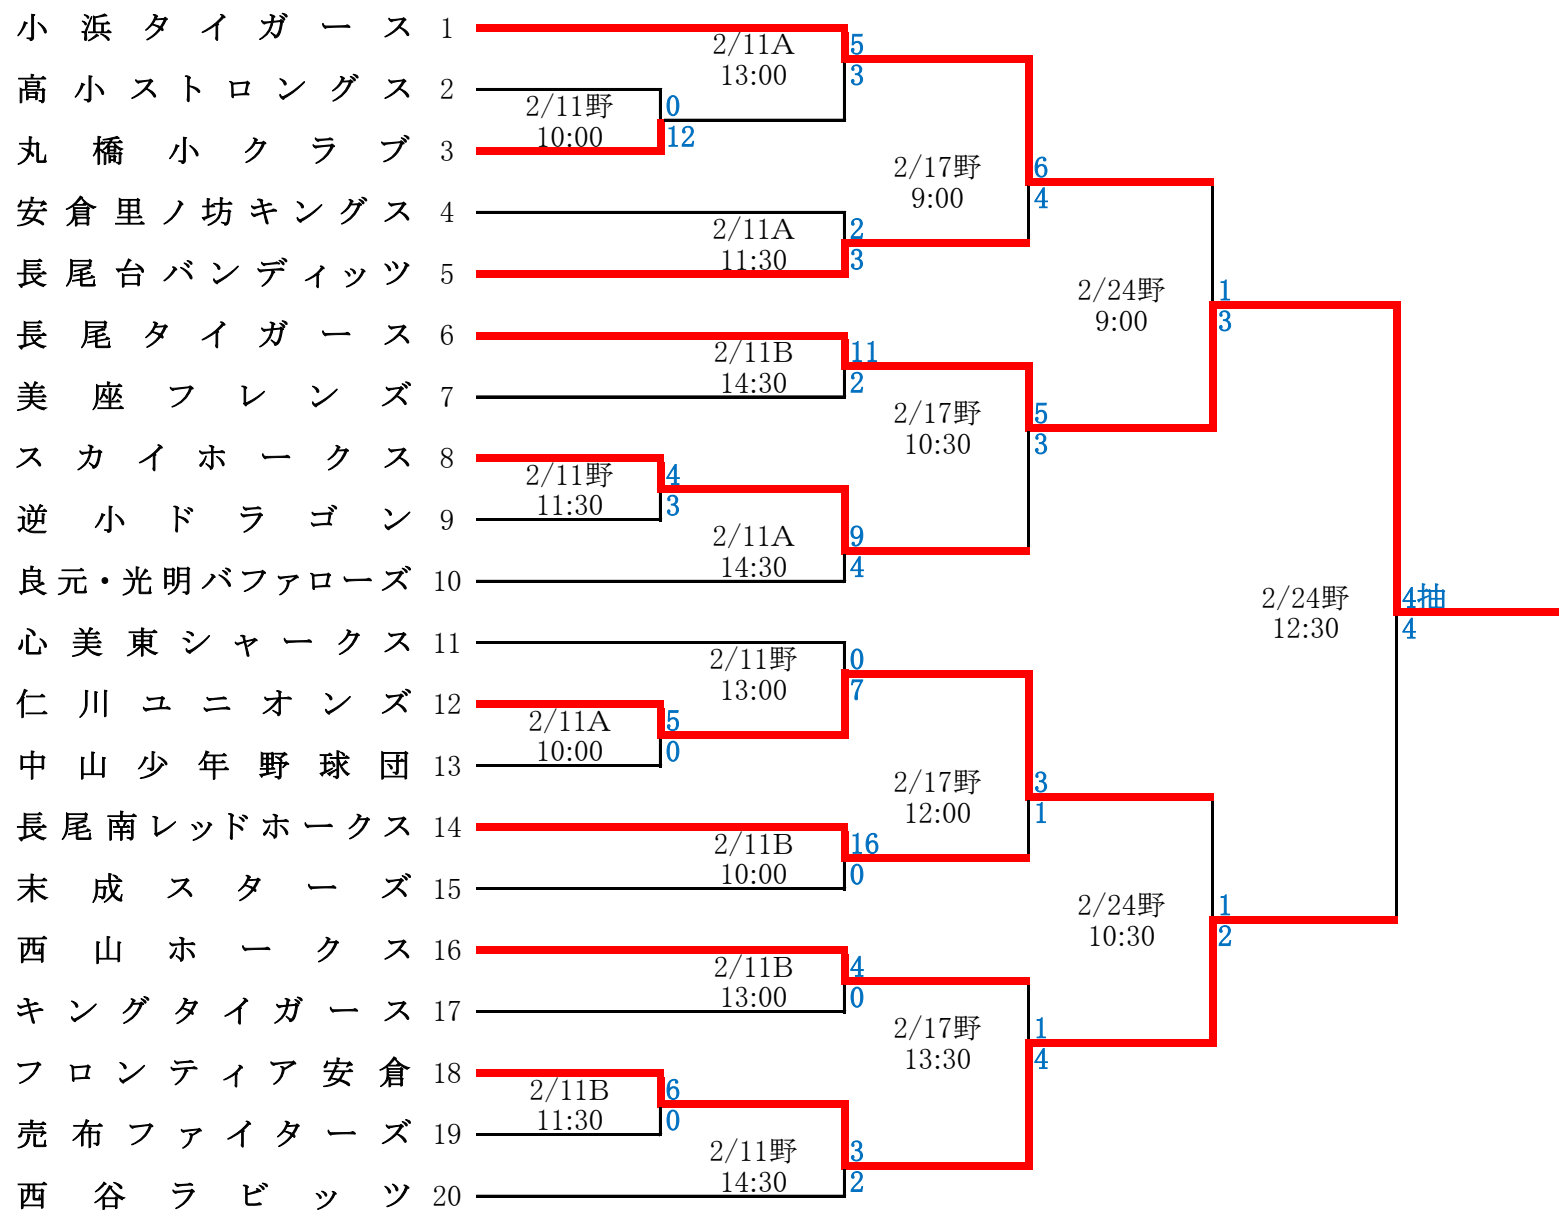 小浜タイガース 1
2/11A 5
13:00 3
高小ストロングス 2
2/11野 0
10:00 12
丸橋小クラブ 3
2/17野 6
9:00 4
安倉里ノ坊キングス 4
2/11A 2
11:30 3
長尾台バンディッツ 5
2/24野 1
9:00 3
長尾タイガース 6
2/11B 11
14:30 2
美座フレンズ 7
2/17野 5
10:30 3
スカイホークス 8
2/11野 4
11:30 3
逆小ドラゴン 9
2/11A 9
14:30 4
良元・光明バファローズ 10
2/24野 4抽
12:30 4
心美東シャークス 11
2/11野 0
13:00 7
仁川ユニオンズ 12
2/11A 5
10:00 0
中山少年野球団 13
2/17野 3
12:00 1
長尾南レッドホークス 14
2/11B 16
10:00 0
末成スターズ 15
2/24野 1
10:30 2
西山ホークス 16
2/11B 4
13:00 0
キングタイガース 17
2/17野 1
13:30 4
フロンティア安倉 18
2/11B 6
11:30 0
売布ファイターズ 19
2/11野 3
14:30 2
西谷ラビッツ 20